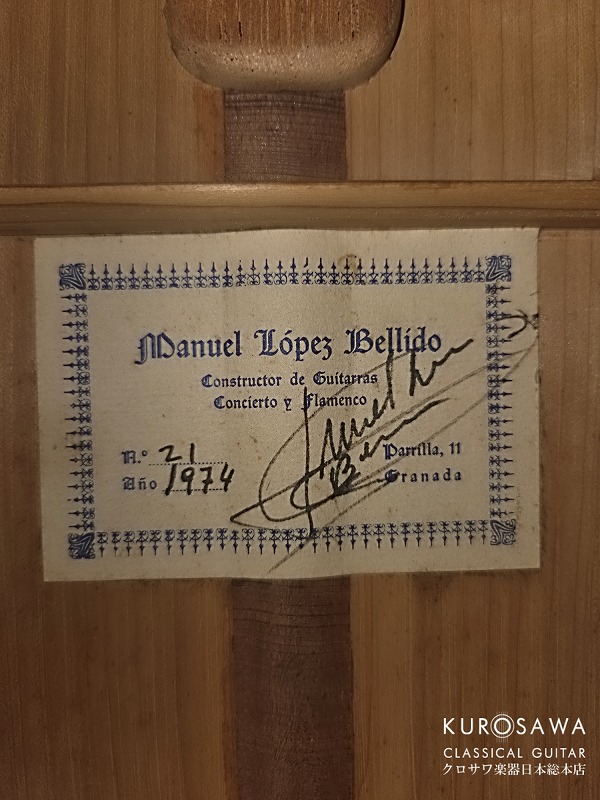 Manuel López Bellido
Constructor de Guitarras
Concierto y Flamenco
N.º 21
Año 1974
Parrilla, 11
Granada
KUROSAWA
CLASSICAL GUITAR
クロサワ楽器日本総本店